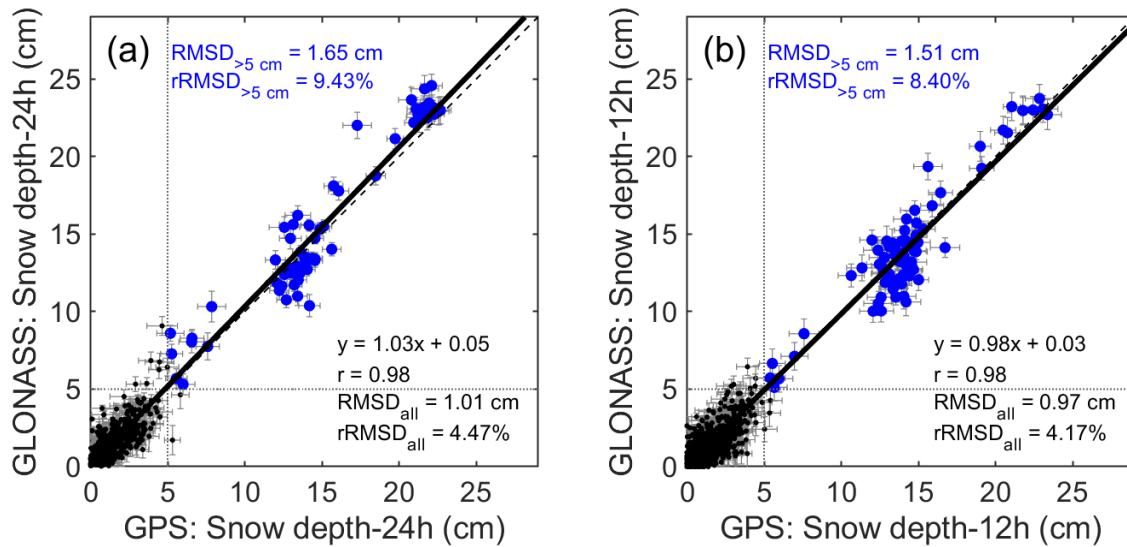 (a)
RMSD>5 cm = 1.65 cm
rRMSD>5 cm = 9.43%
y = 1.03x + 0.05
r = 0.98
RMSDall = 1.01 cm
rRMSDall = 4.47%
GLONASS: Snow depth-24h (cm)
25
20
15
10
5
0
0 5 10 15 20 25
GPS: Snow depth-24h (cm)
(b)
RMSD>5 cm = 1.51 cm
rRMSD>5 cm = 8.40%
y = 0.98x + 0.03
r = 0.98
RMSDall = 0.97 cm
rRMSDall = 4.17%
GLONASS: Snow depth-12h (cm)
25
20
15
10
5
0
0 5 10 15 20 25
GPS: Snow depth-12h (cm)